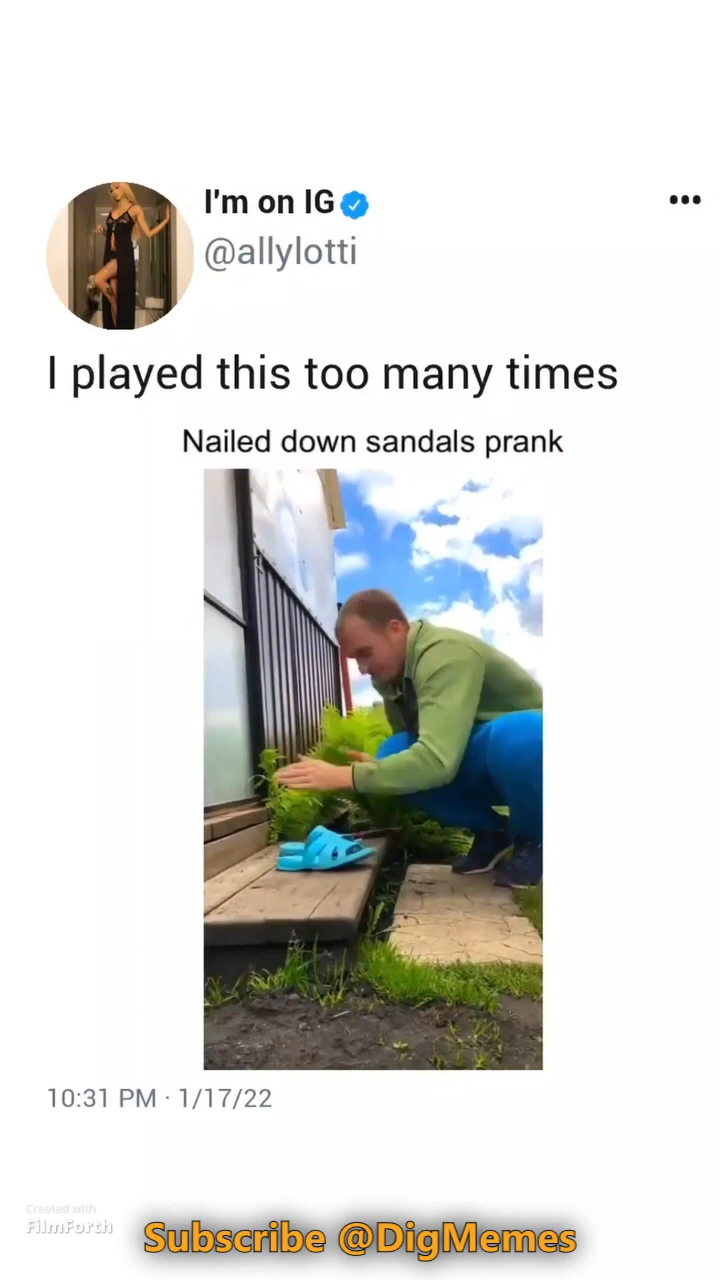 I'm on IG
@allylotti
I played this too many times
Nailed down sandals prank
10:31 PM · 1/17/22
Created with
FilmForth
Subscribe @DigMemes